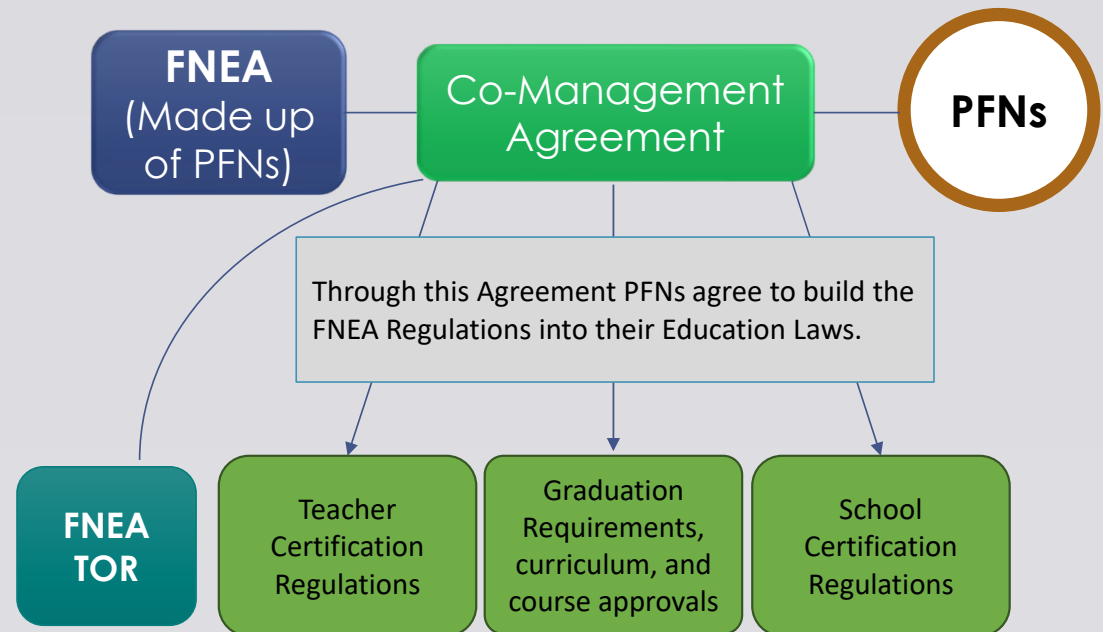 FNEA
(Made up
of PFNs)
Co-Management
Agreement
PFNs
Through this Agreement PFNs agree to build the
FNEA Regulations into their Education Laws.
FNEA
TOR
Teacher
Certification
Regulations
Graduation
Requirements,
curriculum, and
course approvals
School
Certification
Regulations